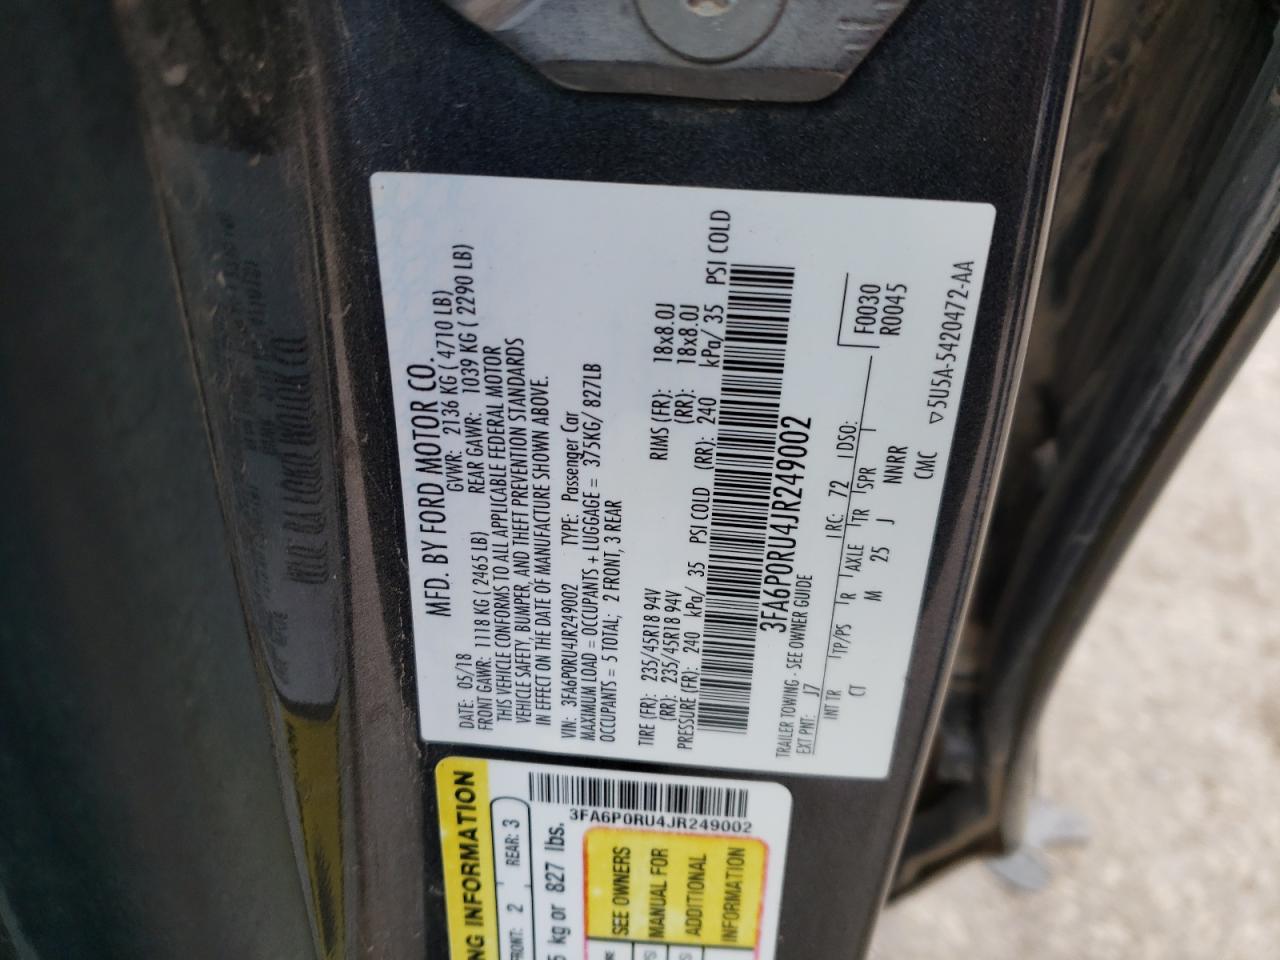 MFD. BY FORD MOTOR CO.
DATE: 05/18 GVWR: 2136 KG ( 4710 LB)
FRONT GAWR: 1118 KG ( 2465 LB) REAR GAWR: 1039 KG ( 2290 LB)
THIS VEHICLE CONFORMS TO ALL APPLICABLE FEDERAL MOTOR
VEHICLE SAFETY, BUMPER, AND THEFT PREVENTION STANDARDS
IN EFFECT ON THE DATE OF MANUFACTURE SHOWN ABOVE.
VIN: 3FA6P0RU4JR249002 TYPE: Passenger Car
MAXIMUM LOAD = OCCUPANTS + LUGGAGE = 375KG/ 827LB
OCCUPANTS = 5 TOTAL; 2 FRONT, 3 REAR
TIRE (FR): 235/45R18 94V RIMS (FR): 18x8.0J
(RR): 235/45R18 94V (RR): 18x8.0J
PRESSURE (FR): 240 kPa/ 35 PSI COLD (RR): 240 kPa/ 35 PSI COLD
3FA6P0RU4JR249002
TRAILER TOWING - SEE OWNER GUIDE
EXT PNT: J7 RC: 72 DSO: F0030
R0045
INT TR TP/PS R AXLE TR SPR
CT M 25 J NNRR
CMC
▽5U5A-5420472-AA
NG INFORMATION
FRONT: 2 REAR: 3
kg or 827 lbs.
3FA6P0RU4JR249002
SEE OWNERS
MANUAL FOR
ADDITIONAL
INFORMATION